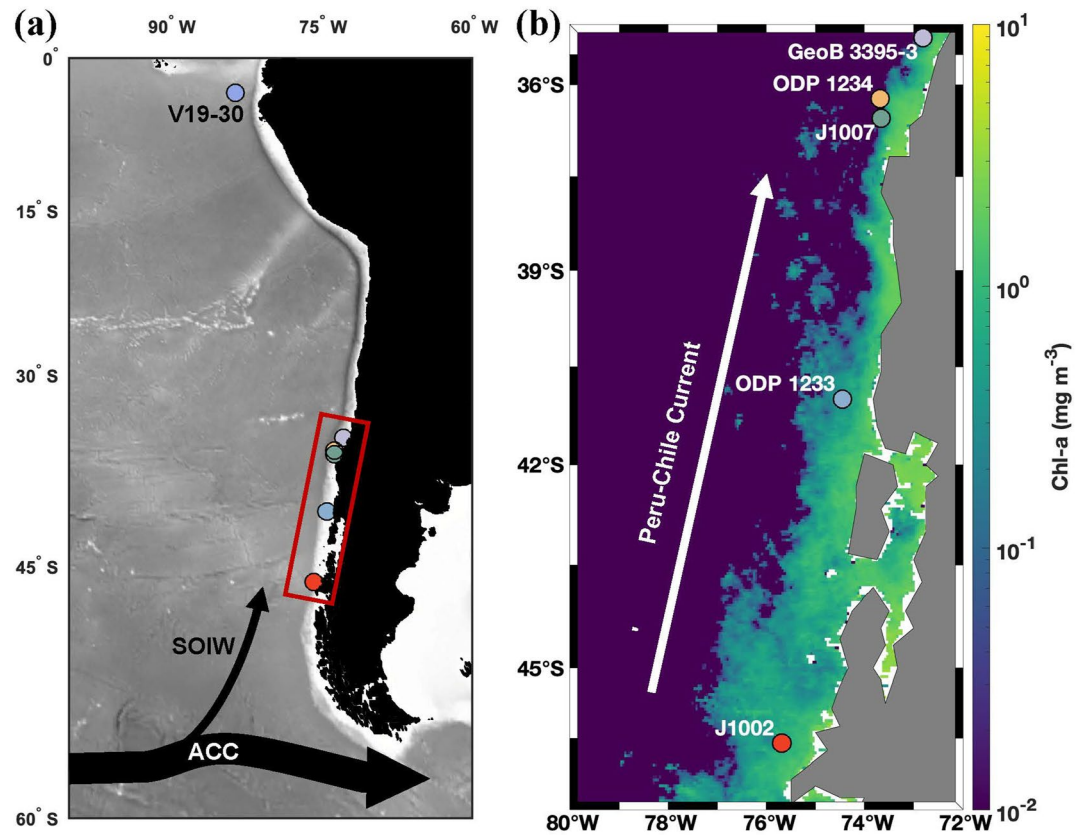 (a)
90° W
75° W
60° W
0°
V19-30
15° S
30° S
45° S
SOIW
ACC
60° S
(b)
GeoB 3395-3
36°S
ODP 1234
J1007
39°S
Peru-Chile Current
ODP 1233
42°S
45°S
J1002
80°W
78°W
76°W
74°W
72°W
10¹
10⁰
10⁻¹
10⁻²
Chl-a (mg m⁻³)